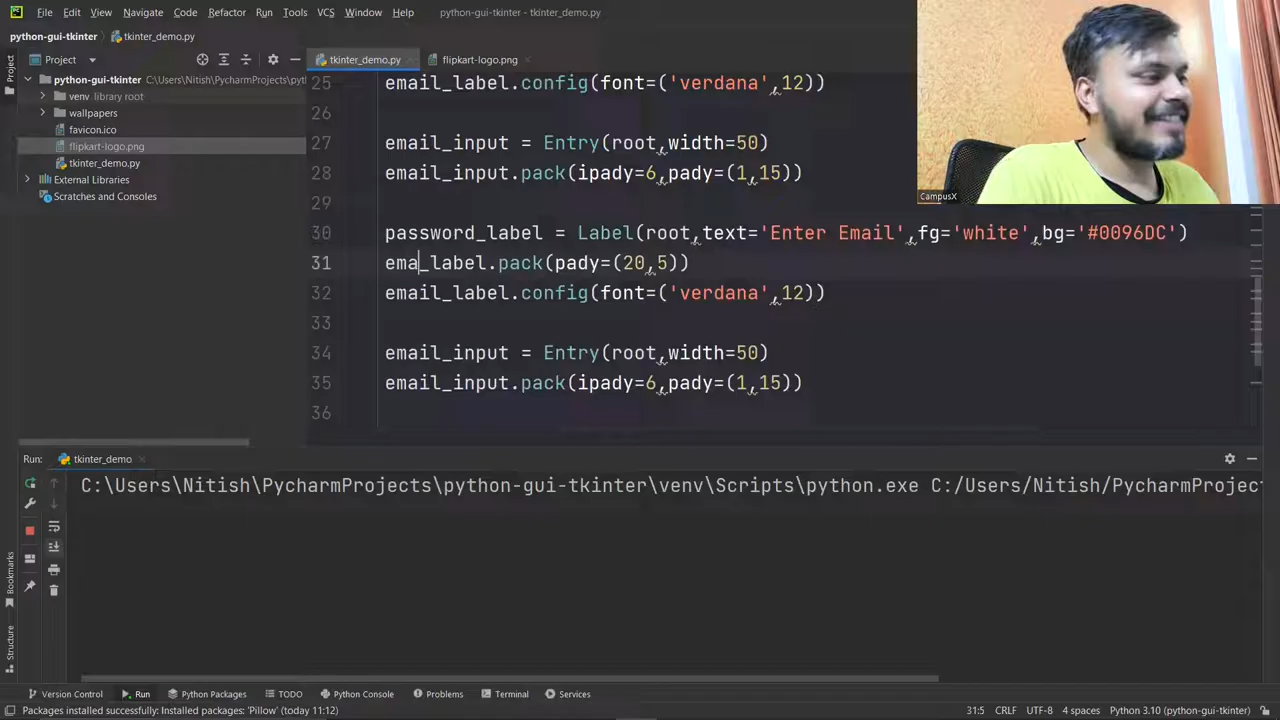 File Edit View Navigate Code Refactor Run Tools VCS Window Help python-gui-tkinter - tkinter_demo.py
python-gui-tkinter tkinter_demo.py
Project
Project
tkinter_demo.py
flipkart-logo.png
python-gui-tkinter C:\Users\Nitish\PycharmProjects\pyth
venv library root
wallpapers
favicon.ico
flipkart-logo.png
tkinter_demo.py
External Libraries
Scratches and Consoles
25 email_label.config(font=('verdana',12))
26
27 email_input = Entry(root,width=50)
28 email_input.pack(ipady=6,pady=(1,15))
29
30 password_label = Label(root,text='Enter Email',fg='white',bg='#0096DC')
31 ema_label.pack(pady=(20,5))
32 email_label.config(font=('verdana',12))
33
34 email_input = Entry(root,width=50)
35 email_input.pack(ipady=6,pady=(1,15))
36
CampusX
Run: tkinter_demo
C:\Users\Nitish\PycharmProjects\python-gui-tkinter\venv\Scripts\python.exe C:/Users/Nitish/PycharmProjec
Bookmarks
Structure
Version Control Run Python Packages TODO Python Console Problems Terminal Services
Packages installed successfully: Installed packages: 'Pillow' (today 11:12) 31:5 CRLF UTF-8 4 spaces Python 3.10 (python-gui-tkinter)